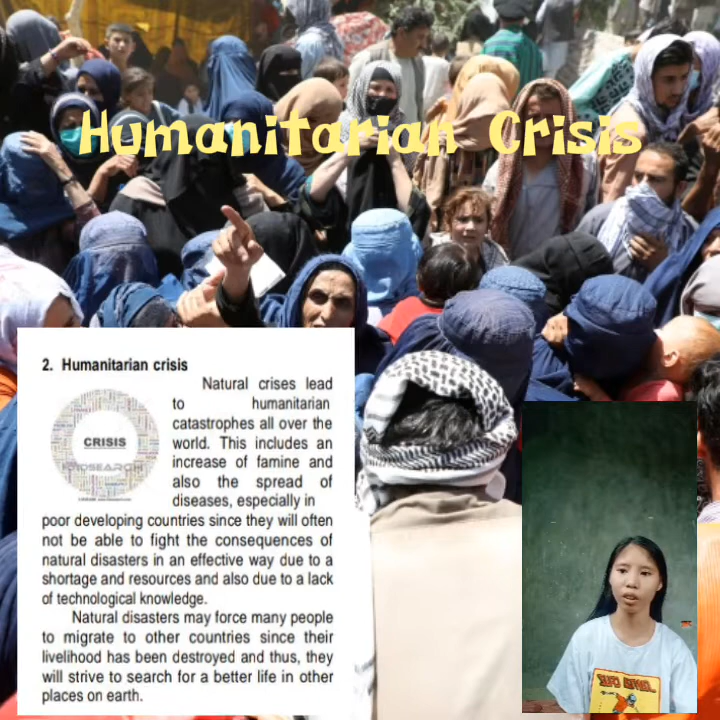 Humanitarian Crisis
2. Humanitarian crisis
Natural crises lead
to humanitarian
catastrophes all over the
world. This includes an
increase of famine and
also the spread of
diseases, especially in
CRISIS
poor developing countries since they will often
not be able to fight the consequences of
natural disasters in an effective way due to a
shortage and resources and also due to a lack
of technological knowledge.
Natural disasters may force many people
to migrate to other countries since their
livelihood has been destroyed and thus, they
will strive to search for a better life in other
places on earth.